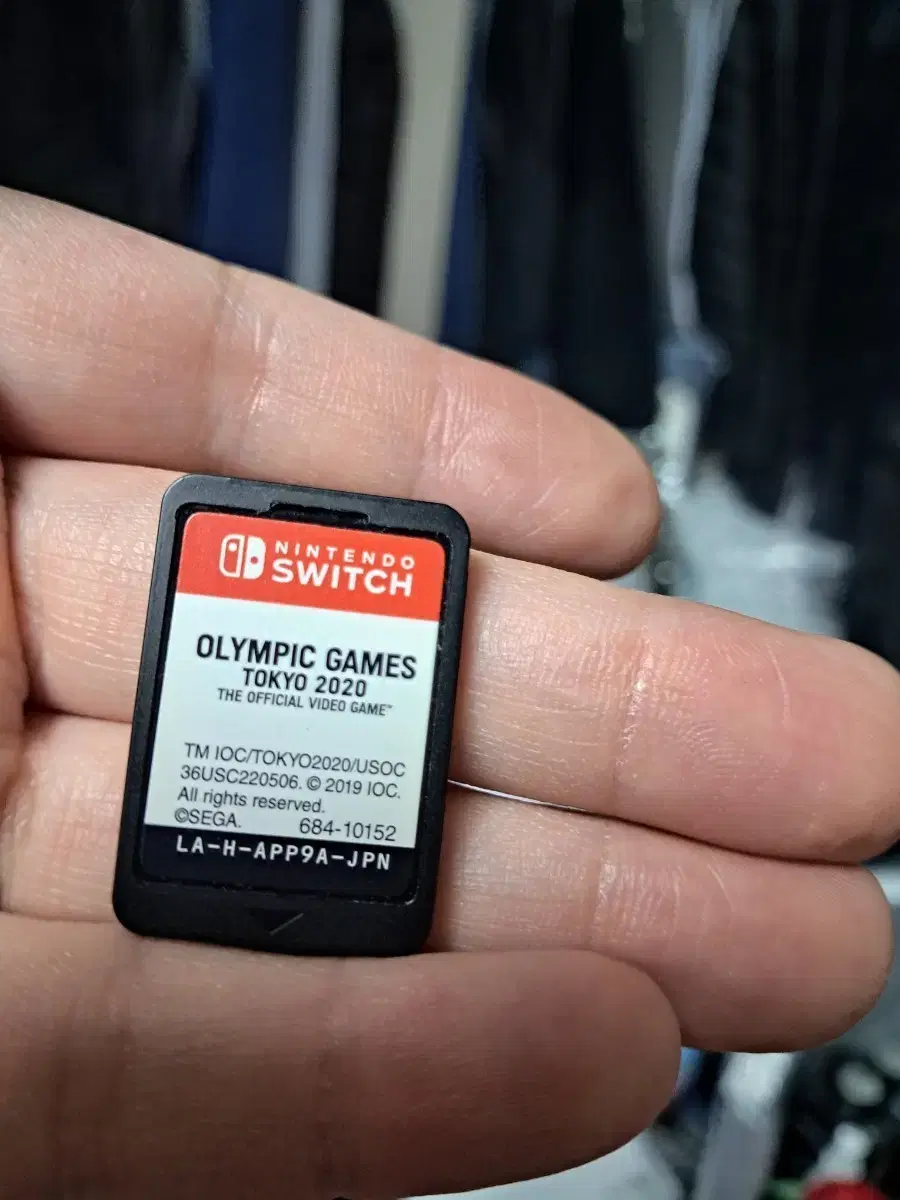 NINTENDO
SWITCH
OLYMPIC GAMES
TOKYO 2020
THE OFFICIAL VIDEO GAME™
TM IOC/TOKYO2020/USOC
36USC220506. © 2019 IOC.
All rights reserved.
©SEGA. 684-10152
LA-H-APP9A-JPN